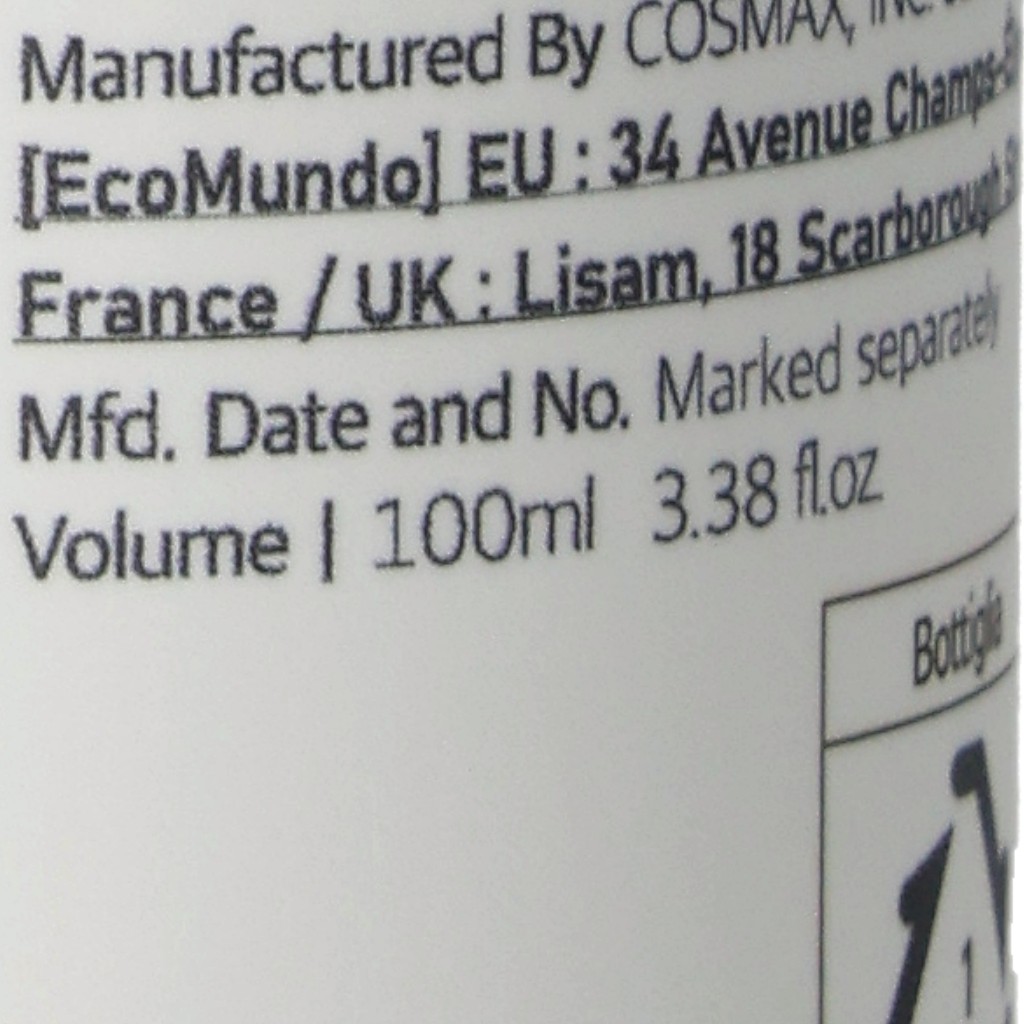 Manufactured By COSMAX, INC.
[EcoMundo] EU : 34 Avenue Champs-
France / UK : Lisam, 18 Scarborough
Mfd. Date and No. Marked separately
Volume | 100ml 3.38 fl.oz
Bottiglia
1